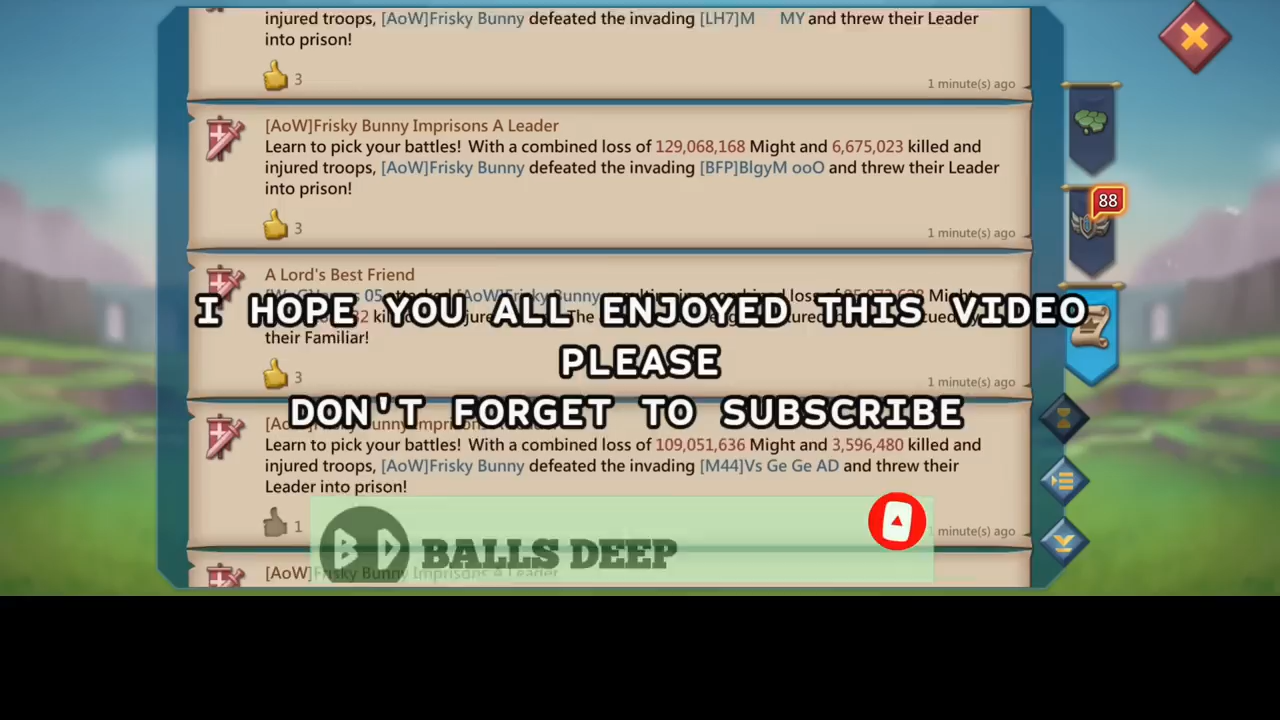 injured troops, [AoW]Frisky Bunny defeated the invading [LH7]M MY and threw their Leader
into prison!
3
1 minute(s) ago
[AoW]Frisky Bunny Imprisons A Leader
Learn to pick your battles! With a combined loss of 129,068,168 Might and 6,675,023 killed and
injured troops, [AoW]Frisky Bunny defeated the invading [BFP]BlgyM ooO and threw their Leader
into prison!
3
1 minute(s) ago
88
A Lord's Best Friend
I HOPE YOU ALL ENJOYED THIS VIDEO
their Familiar!
PLEASE
3
1 minute(s) ago
DON'T FORGET TO SUBSCRIBE
Learn to pick your battles! With a combined loss of 109,051,636 Might and 3,596,480 killed and
injured troops, [AoW]Frisky Bunny defeated the invading [M44]Vs Ge Ge AD and threw their
Leader into prison!
1
minute(s) ago
BD BALLS DEEP
[AoW]Frisky Bunny Imprisons A Leader